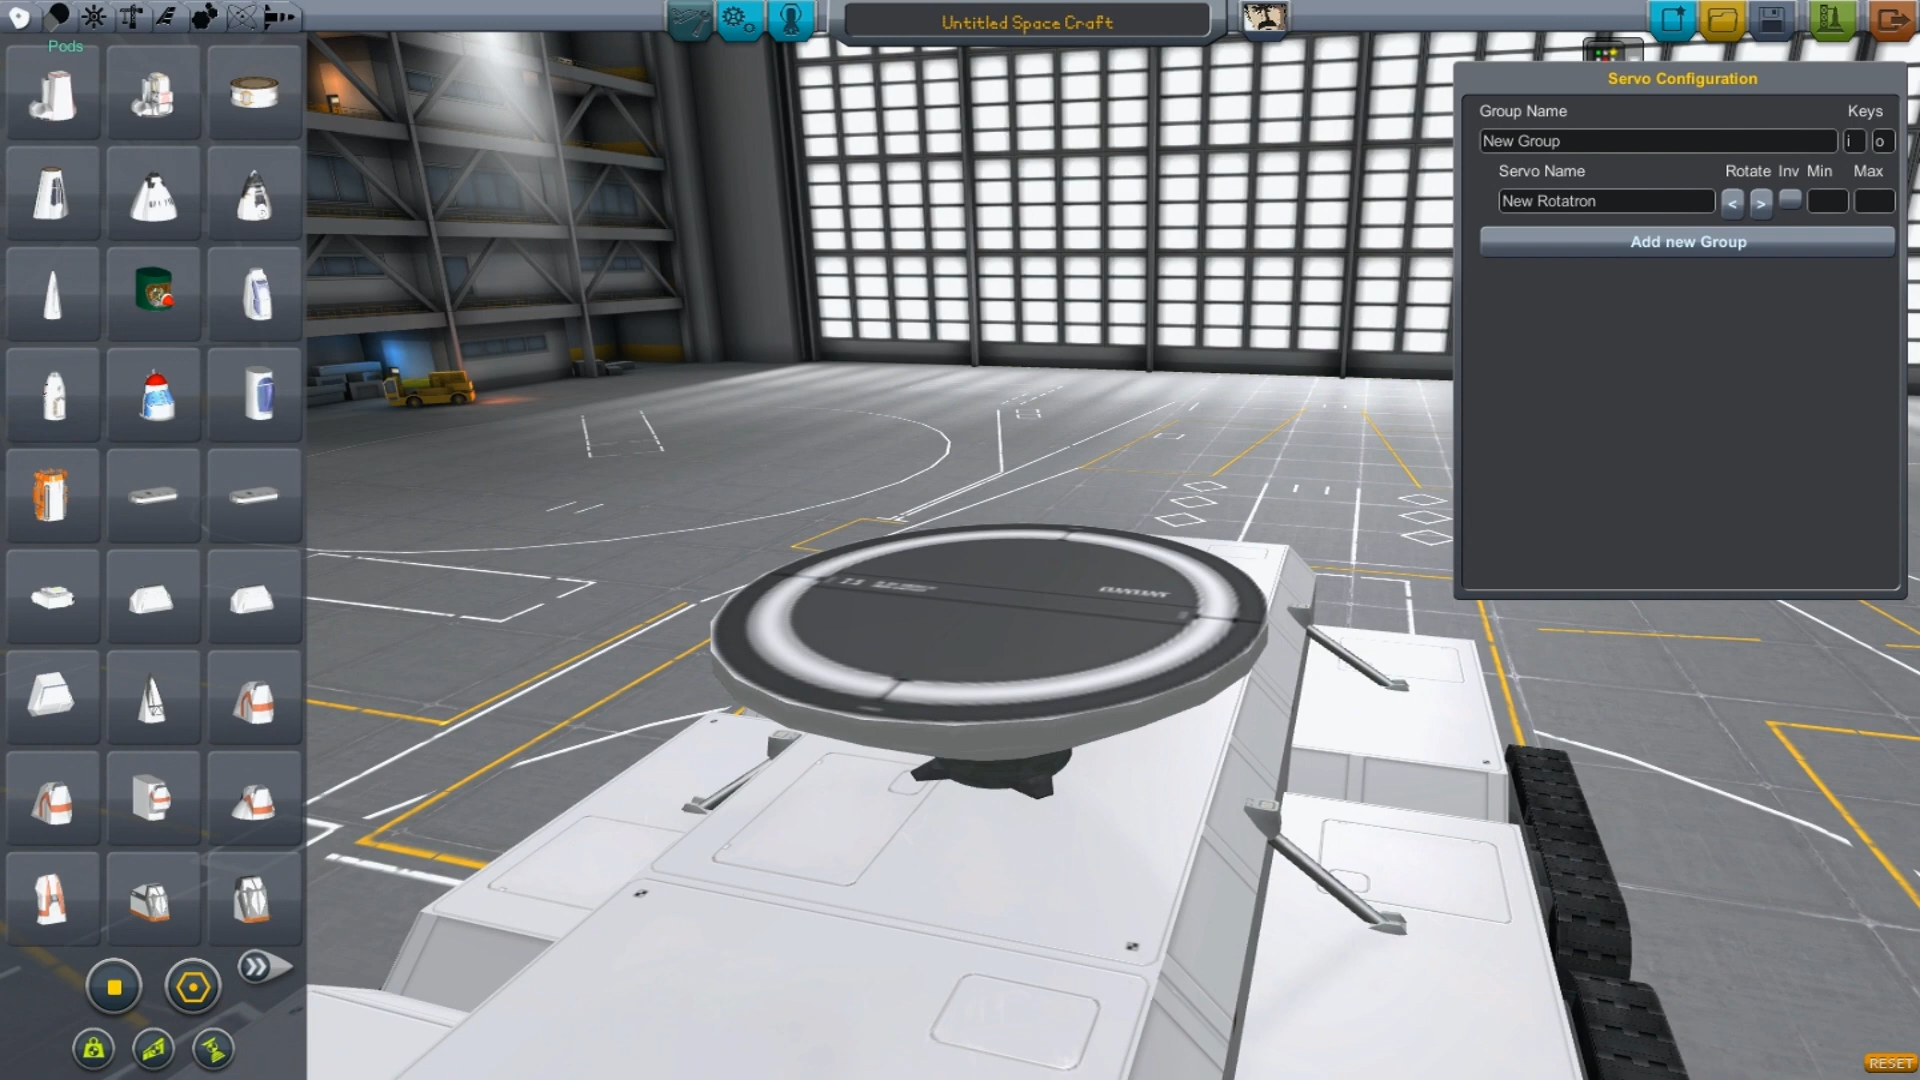 Untitled Space Craft
Pods
Servo Configuration
Group Name Keys
New Group i o
Servo Name Rotate Inv Min Max
New Rotatron < >
Add new Group
RESET